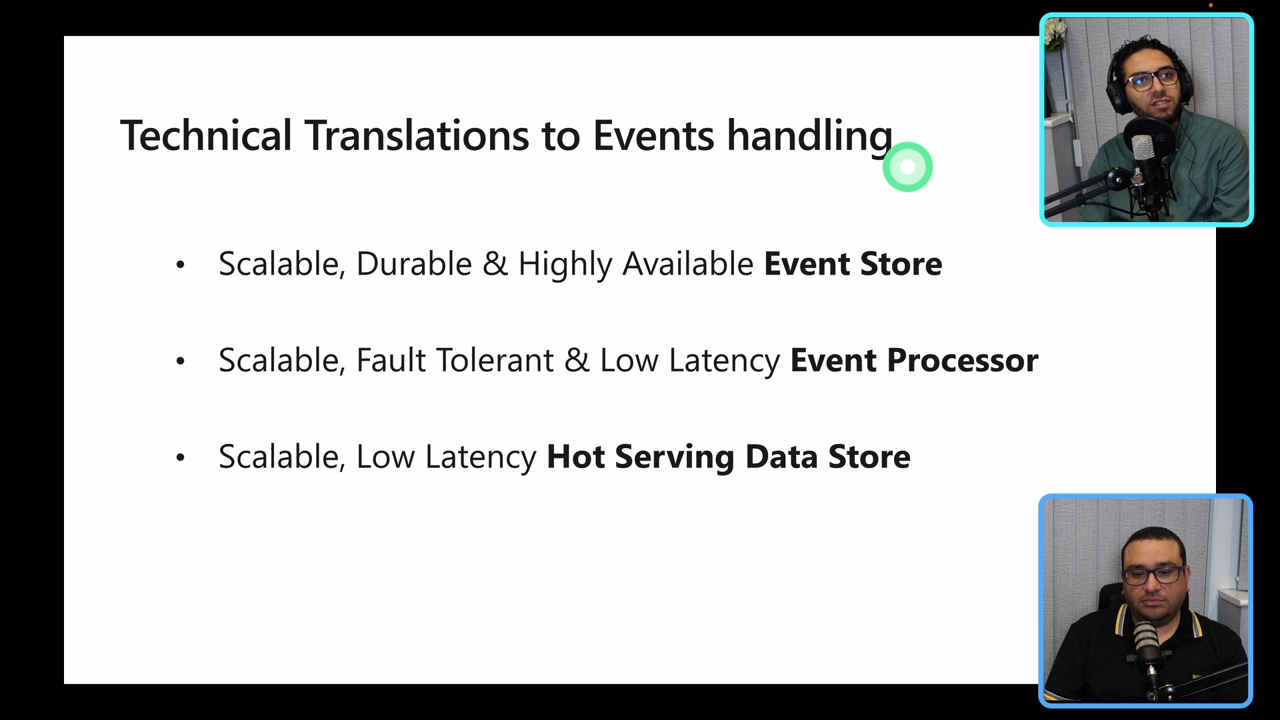 Technical Translations to Events handling
• Scalable, Durable & Highly Available Event Store
• Scalable, Fault Tolerant & Low Latency Event Processor
• Scalable, Low Latency Hot Serving Data Store